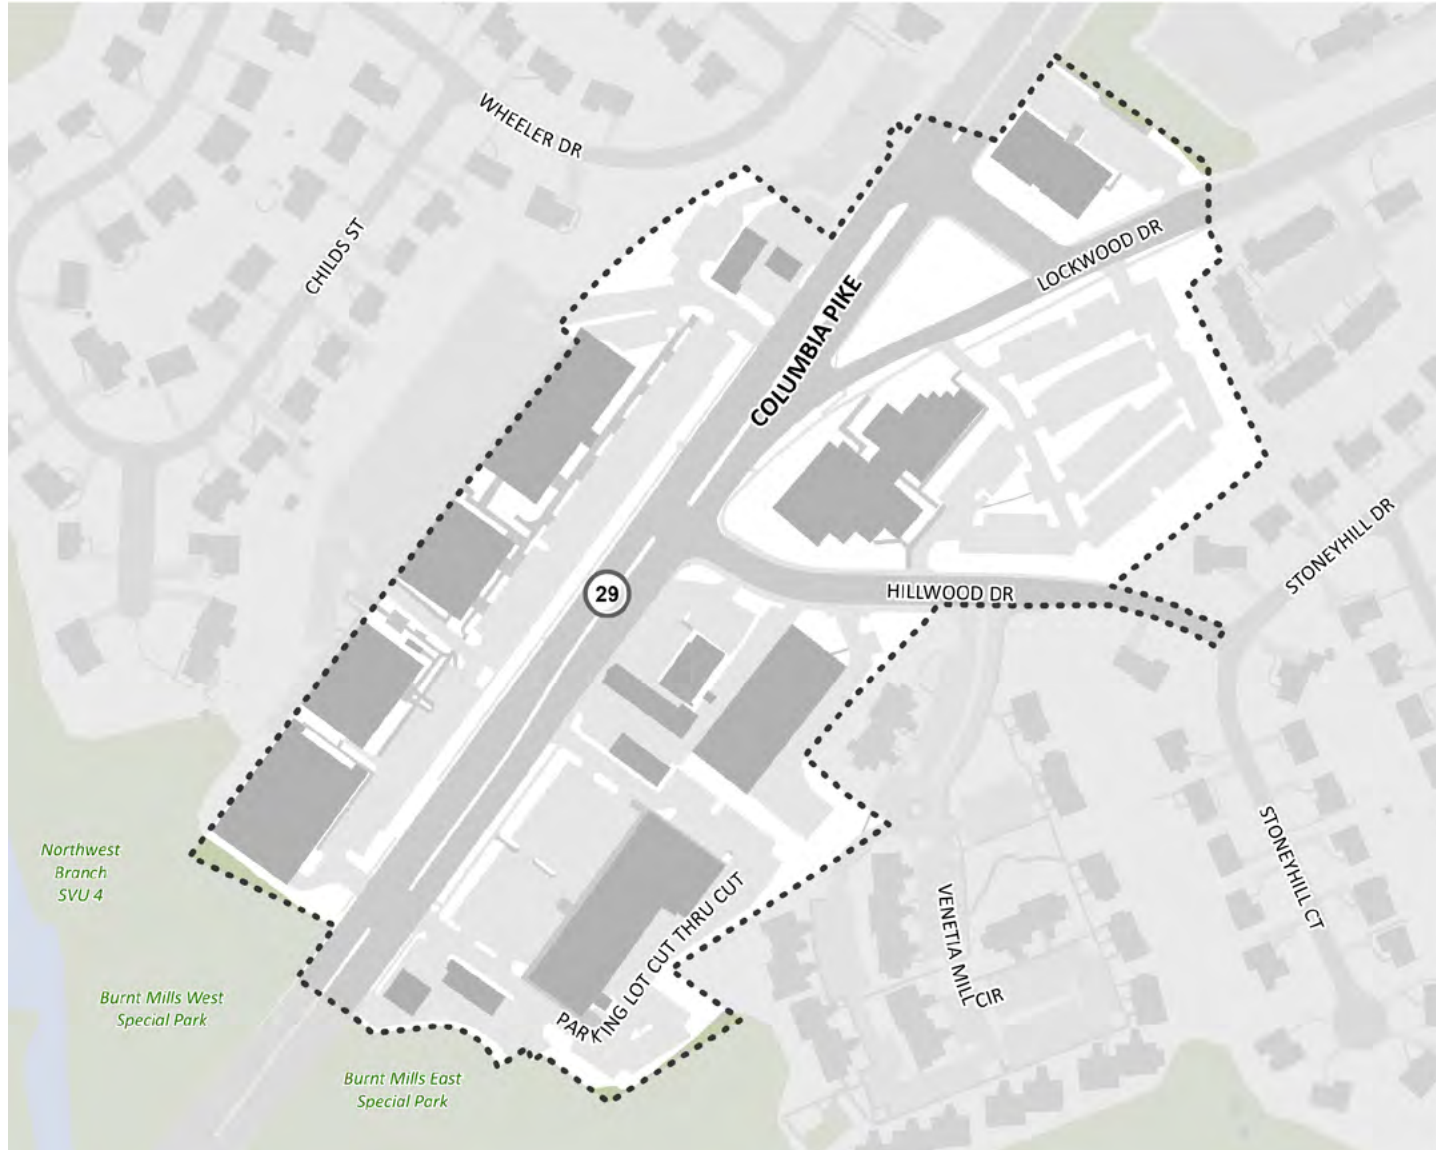 WHEELER DR
CHILDS ST
LOCKWOOD DR
COLUMBIA PIKE
STONEYHILL DR
29
HILLWOOD DR
Northwest
Branch
SVU 4
STONEYHILL CT
PARKING LOT CUT THRU CUT
VENETIA MILL CIR
Burnt Mills West
Special Park
Burnt Mills East
Special Park